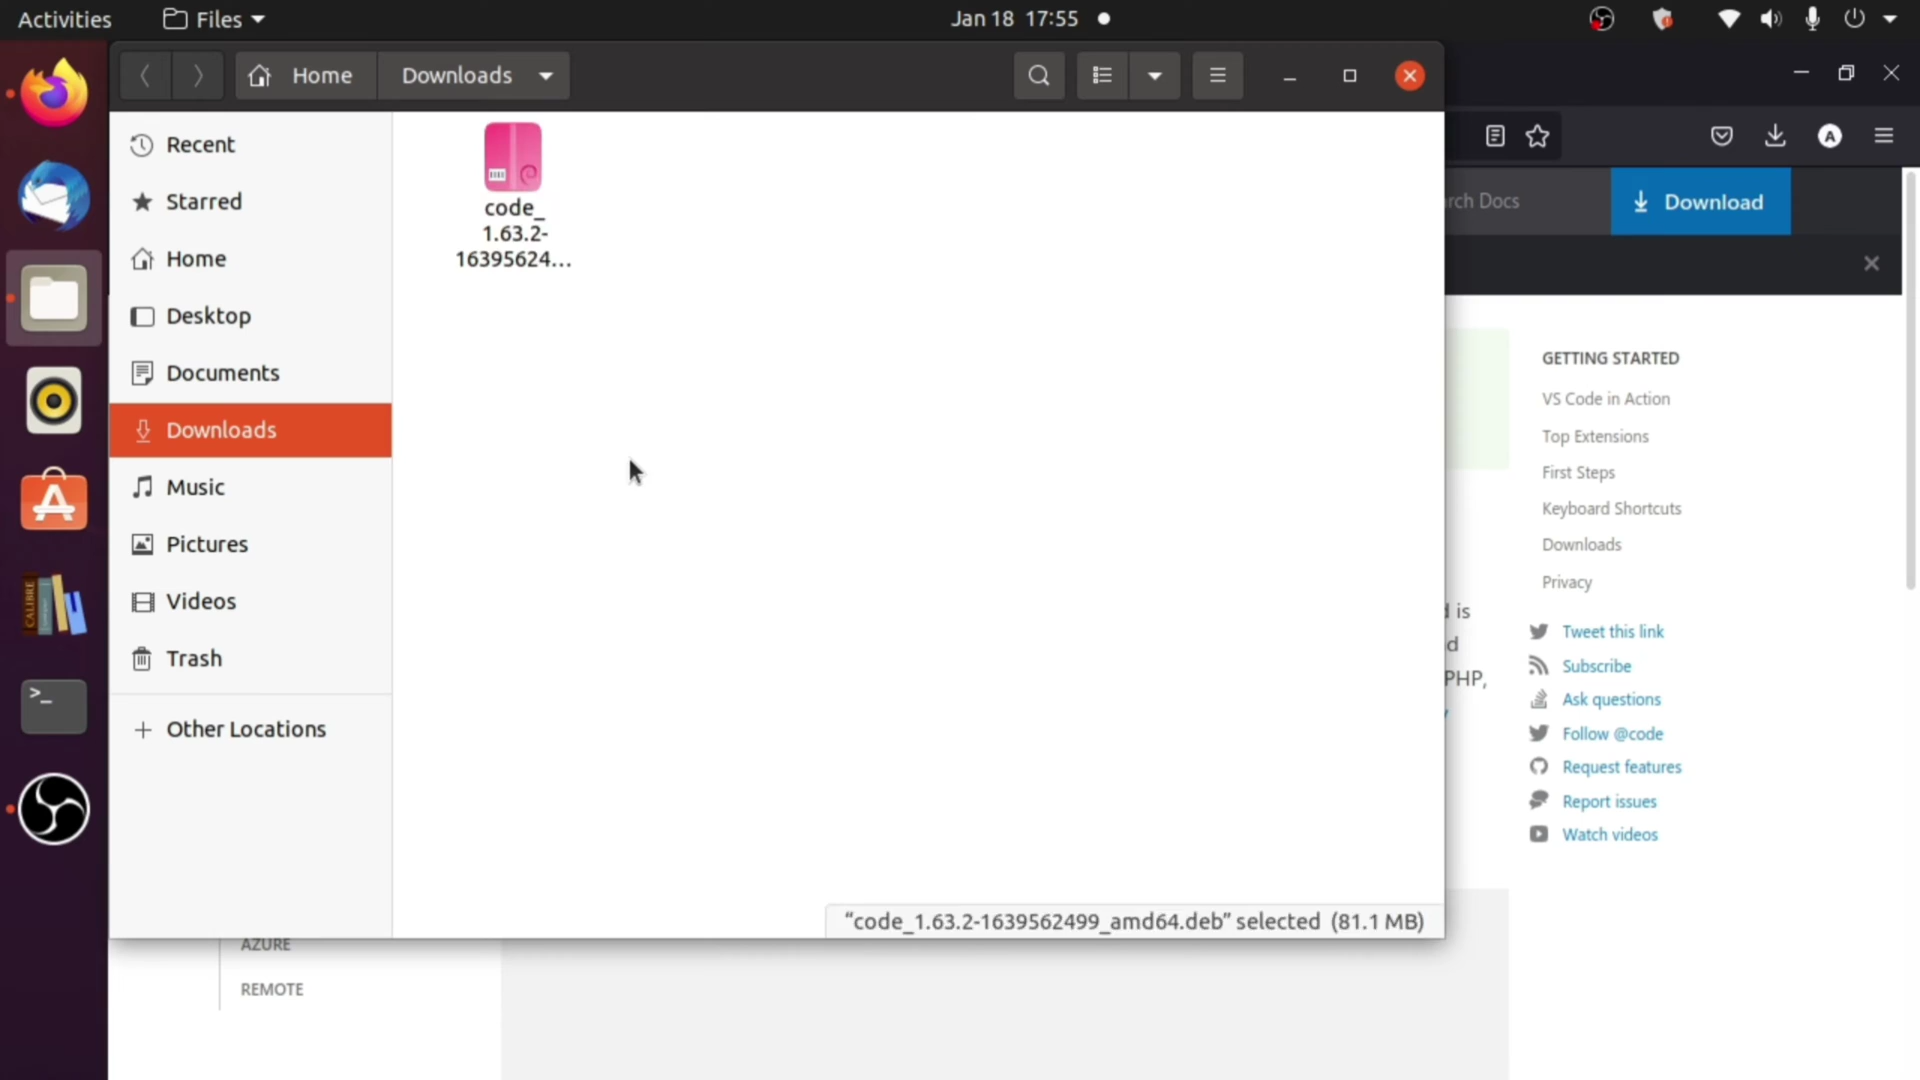 Activities
Files
Jan 18 17:55
Home
Downloads
Recent
Starred
Home
Desktop
Documents
Downloads
Music
Pictures
Videos
Trash
+ Other Locations
code_
1.63.2-
16395624...
"code_1.63.2-1639562499_amd64.deb" selected (81.1 MB)
A
rch Docs
Download
GETTING STARTED
VS Code in Action
Top Extensions
First Steps
Keyboard Shortcuts
Downloads
Privacy
Tweet this link
Subscribe
Ask questions
Follow @code
Request features
Report issues
Watch videos
d is
d
PHP,
AZURE
REMOTE
CALIBRE
>_